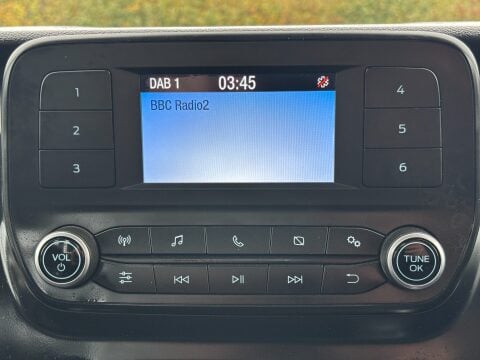 DAB 1 03:45
BBC Radio2
1
2
3
4
5
6
VOL
TUNE
OK